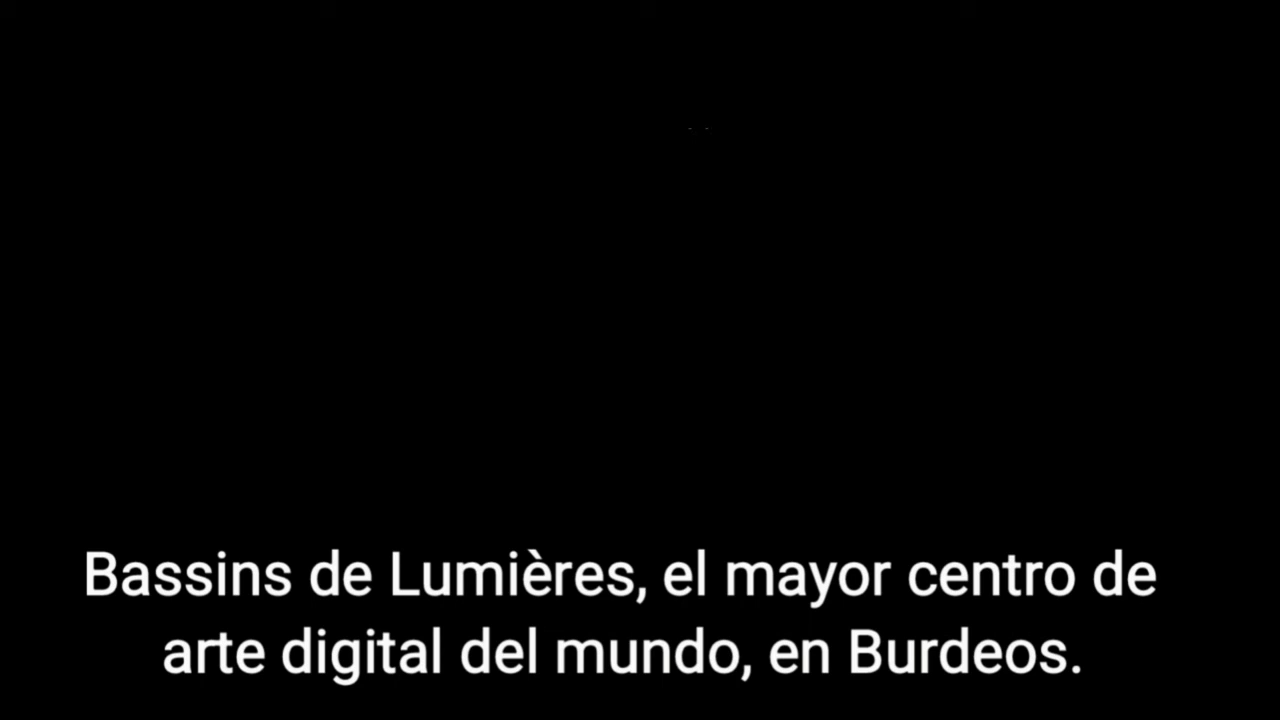 Bassins de Lumières, el mayor centro de
arte digital del mundo, en Burdeos.